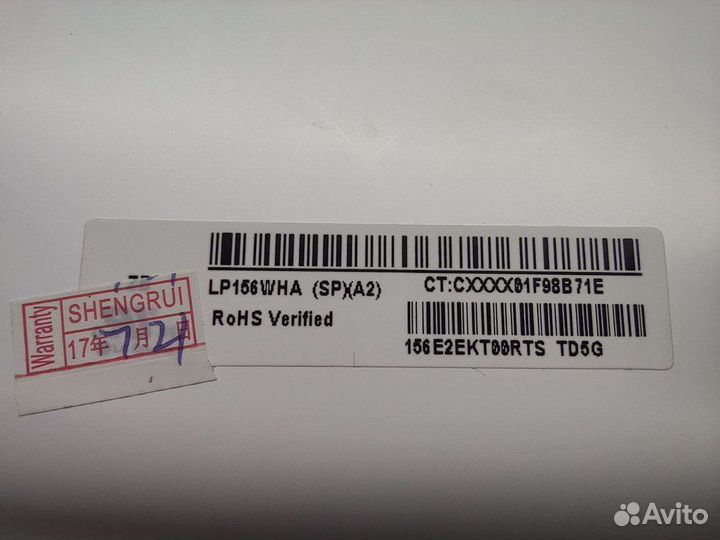 LP156WHA (SP)(A2)
CT:CXXXX01F98B71E
RoHS Verified
156E2EKT00RTS TD5G
Warranty
SHENGRUI
17年 7月 21日
Avito